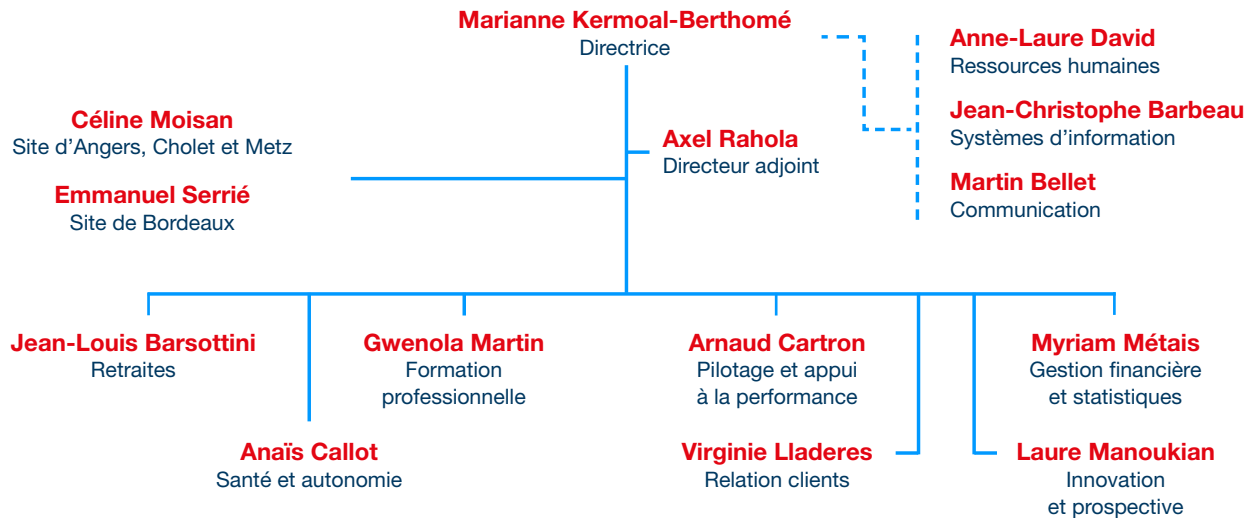 Marianne Kermoal-Berthomé
Directrice
Anne-Laure David
Ressources humaines
Jean-Christophe Barbeau
Systèmes d'information
Martin Bellet
Communication
Céline Moisan
Site d'Angers, Cholet et Metz
Emmanuel Serrié
Site de Bordeaux
Axel Rahola
Directeur adjoint
Jean-Louis Barsottini
Retraites
Gwenola Martin
Formation
professionnelle
Arnaud Cartron
Pilotage et appui
à la performance
Myriam Métais
Gestion financière
et statistiques
Anaïs Callot
Santé et autonomie
Virginie Lladeres
Relation clients
Laure Manoukian
Innovation
et prospective